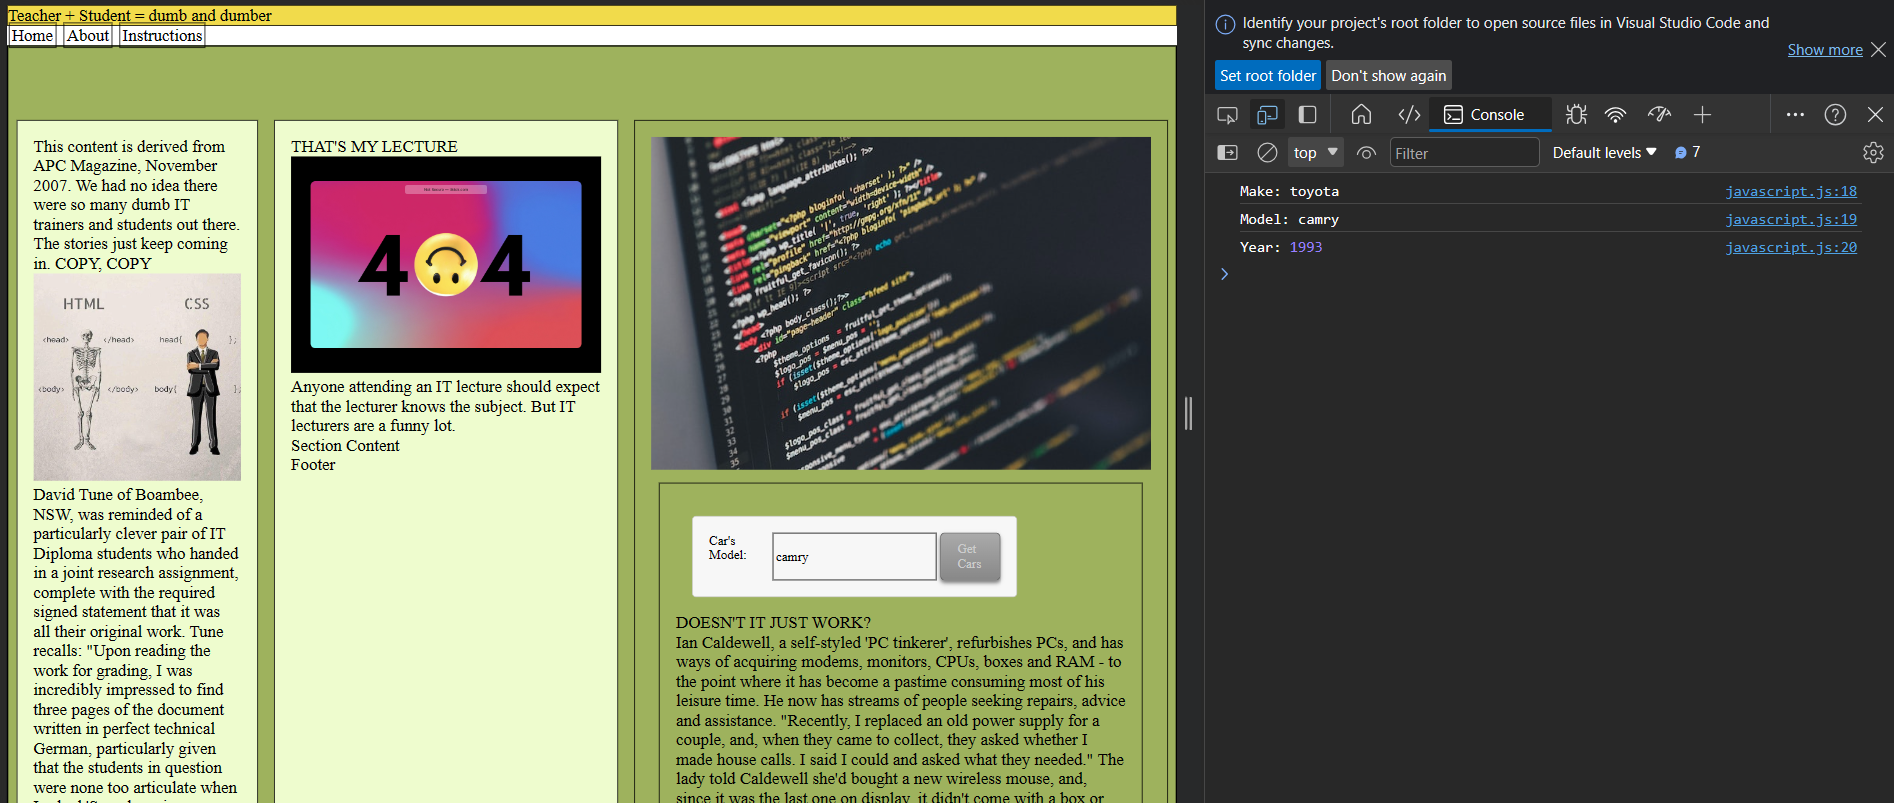 Teacher + Student = dumb and dumber
Home About Instructions
This content is derived from
APC Magazine, November
2007. We had no idea there
were so many dumb IT
trainers and students out there.
The stories just keep coming
in. COPY, COPY
HTML CSS
<head> </head> head{ };
<body> </body> body{ };
David Tune of Boambee,
NSW, was reminded of a
particularly clever pair of IT
Diploma students who handed
in a joint research assignment,
complete with the required
signed statement that it was
all their original work. Tune
recalls: "Upon reading the
work for grading, I was
incredibly impressed to find
three pages of the document
written in perfect technical
German, particularly given
that the students in question
were none too articulate when
THAT'S MY LECTURE
4 4
Anyone attending an IT lecture should expect
that the lecturer knows the subject. But IT
lecturers are a funny lot.
Section Content
Footer
Car's
Model:
camry
Get
Cars
DOESN'T IT JUST WORK?
Ian Caldwell, a self-styled 'PC tinkerer', refurbishes PCs, and has
ways of acquiring modems, monitors, CPUs, boxes and RAM - to
the point where it has become a pastime consuming most of his
leisure time. He now has streams of people seeking repairs, advice
and assistance. "Recently, I replaced an old power supply for a
couple, and, when they came to collect, they asked whether I
made house calls. I said I could and asked what they needed." The
lady told Caldwell she'd bought a new wireless mouse, and,
since it was the last one on display, it didn't come with a box or
Identify your project's root folder to open source files in Visual Studio Code and
sync changes.
Show more
Set root folder Don't show again
Console
top Filter Default levels 7
Make: toyota javascript.js:18
Model: camry javascript.js:19
Year: 1993 javascript.js:20